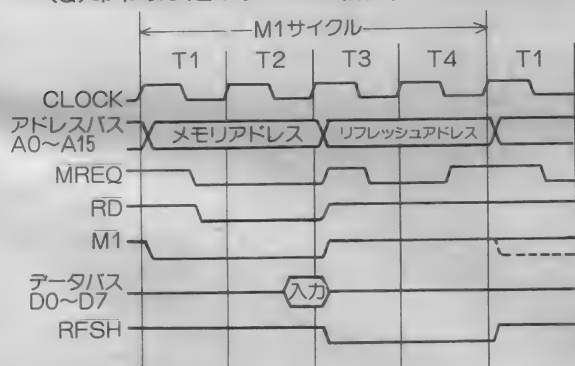 M1サイクル
T1 T2 T3 T4 T1
CLOCK
アドレスバス
A0～A15
メモリアドレス
リフレッシュアドレス
MREQ
RD
M1
データバス
D0～D7
入力
RFSH